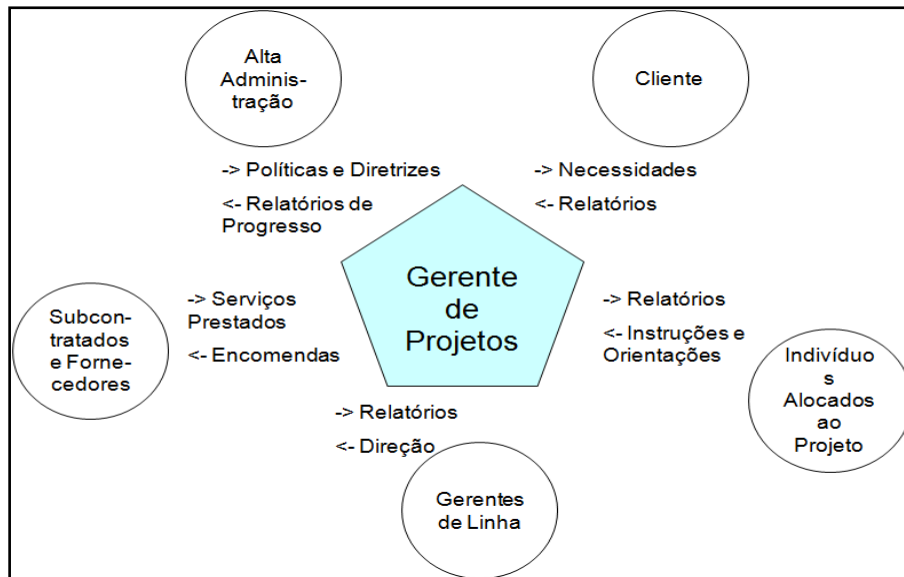 Alta
Adminis-
tração
Cliente
-> Políticas e Diretrizes
<- Relatórios de
Progresso
-> Necessidades
<- Relatórios
Gerente
de
Projetos
-> Serviços
Prestados
<- Encomendas
Subcon-
tratados
e Forne-
cedores
-> Relatórios
<- Instruções e
Orientações
Indivíduo
s
Alocados
ao
Projeto
-> Relatórios
<- Direção
Gerentes
de Linha